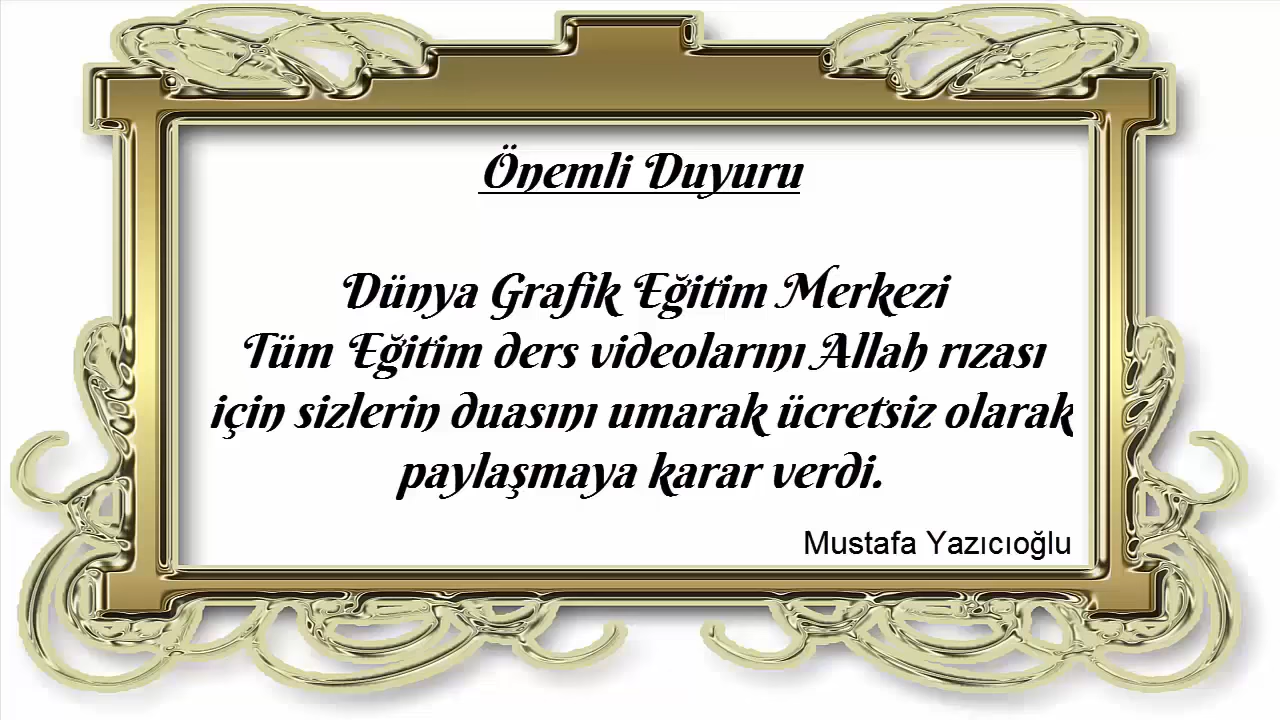 Önemli Duyuru
Dünya Grafik Eğitim Merkezi
Tüm Eğitim ders videolarını Allah rızası
için sizlerin duasını umarak ücretsiz olarak
paylaşmaya karar verdi.
Mustafa Yazıcıoğlu